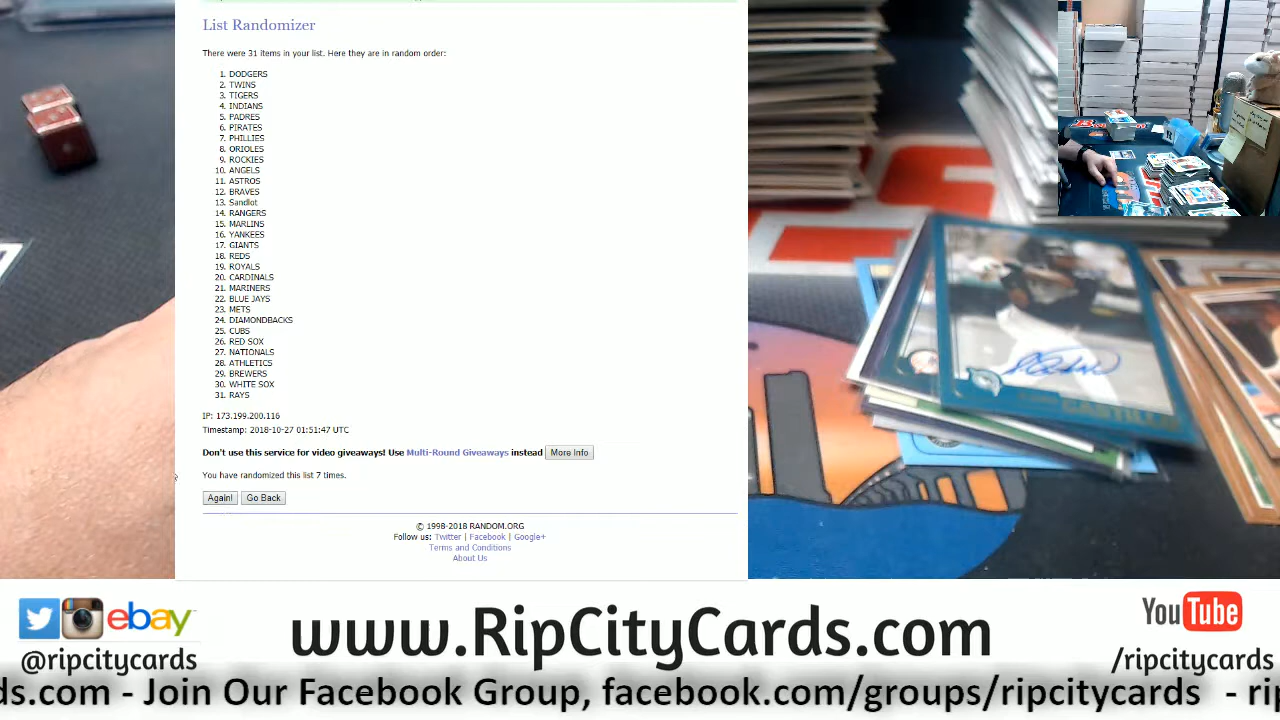 List Randomizer
There were 31 items in your list. Here they are in random order:
1. DODGERS
2. TWINS
3. TIGERS
4. INDIANS
5. PADRES
6. PIRATES
7. PHILLIES
8. ORIOLES
9. ROCKIES
10. ANGELS
11. ASTROS
12. BRAVES
13. Sandlot
14. RANGERS
15. MARLINS
16. YANKEES
17. GIANTS
18. REDS
19. ROYALS
20. CARDINALS
21. MARINERS
22. BLUE JAYS
23. METS
24. DIAMONDBACKS
25. CUBS
26. RED SOX
27. NATIONALS
28. ATHLETICS
29. BREWERS
30. WHITE SOX
31. RAYS
IP: 173.199.200.116
Timestamp: 2018-10-27 01:51:47 UTC
Don't use this service for video giveaways! Use Multi-Round Giveaways instead More Info
You have randomized this list 7 times.
Again! Go Back
© 1998-2018 RANDOM.ORG
Follow us: Twitter | Facebook | Google+
Terms and Conditions
About Us
CASTILLO
ebay
@ripcitycards
www.RipCityCards.com
YouTube
/ripcitycards
ds.com - Join Our Facebook Group, facebook.com/groups/ripcitycards - rip